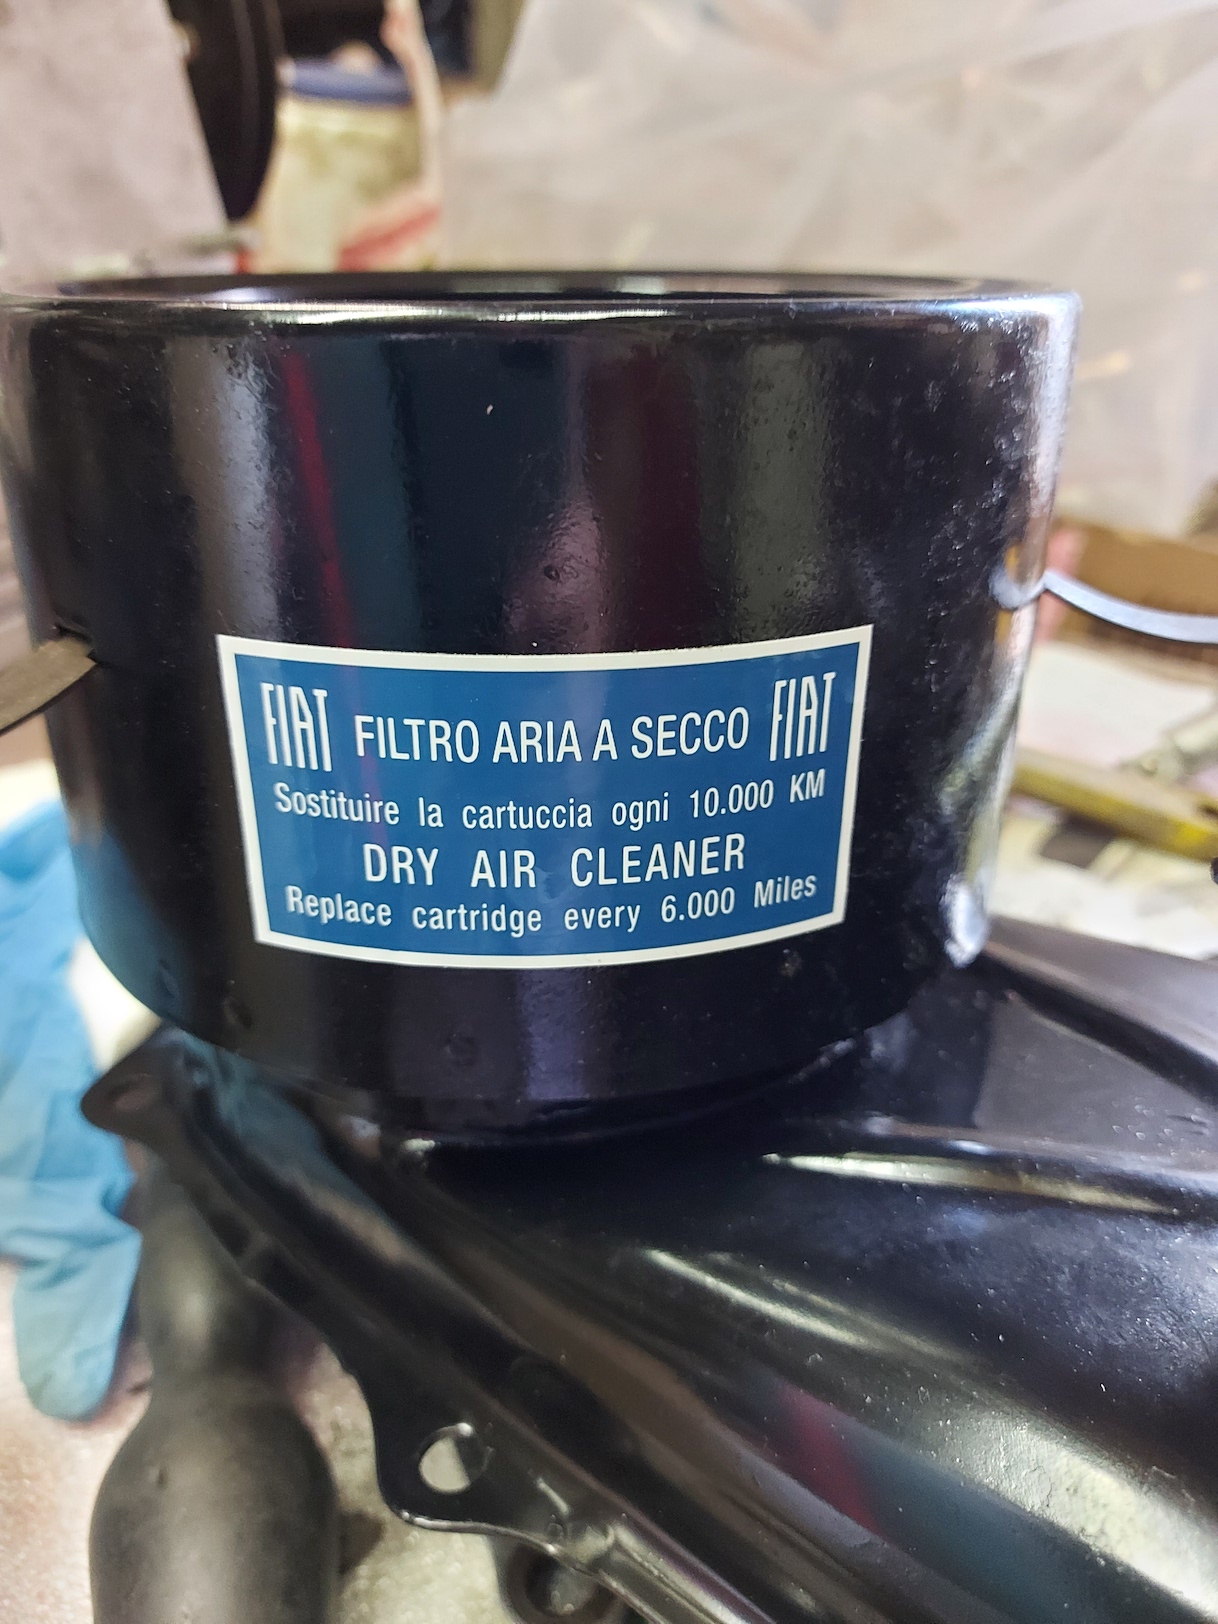 FIAT FILTRO ARIA A SECCO FIAT
Sostituire la cartuccia ogni 10.000 KM
DRY AIR CLEANER
Replace cartridge every 6.000 Miles